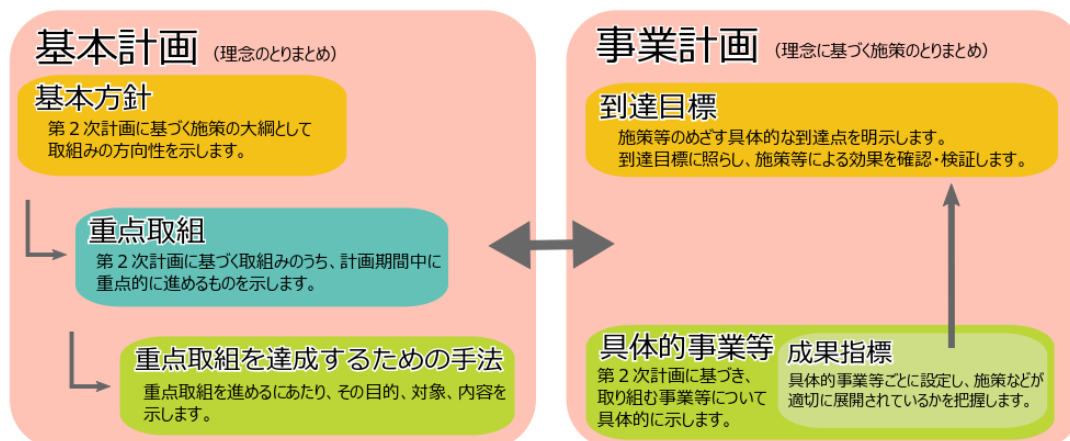 基本計画（理念のとりまとめ）
基本方針
第２次計画に基づく施策の大綱として
取組みの方向性を示します。
重点取組
第２次計画に基づく取組みのうち、計画期間中に
重点的に進めるものを示します。
重点取組を達成するための手法
重点取組を進めるにあたり、その目的、対象、内容を
示します。
事業計画（理念に基づく施策のとりまとめ）
到達目標
施策等のめざす具体的な到達点を明示します。
到達目標に照らし、施策等による効果を確認・検証します。
具体的事業等
第２次計画に基づき、
取り組む事業等について
具体的に示します。
成果指標
具体的事業等ごとに設定し、施策などが
適切に展開されているかを把握します。